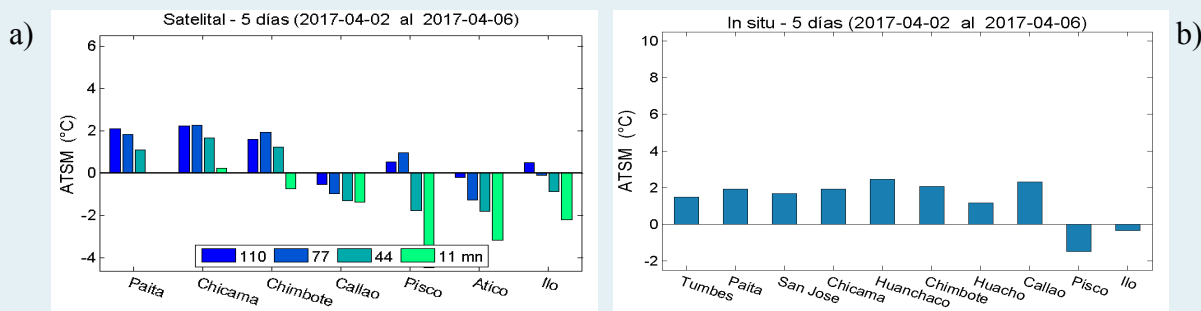 a)
Satelital - 5 días (2017-04-02 al 2017-04-06)
ATSM (°C)
6
4
2
0
-2
-4
110 77 44 11 mn
Paita Chicama Chimbote Callao Pisco Atico Ilo
In situ - 5 días (2017-04-02 al 2017-04-06)
b)
ATSM (°C)
10
8
6
4
2
0
-2
Tumbes Paita San Jose Chicama Huanchaco Chimbote Huacho Callao Pisco Ilo